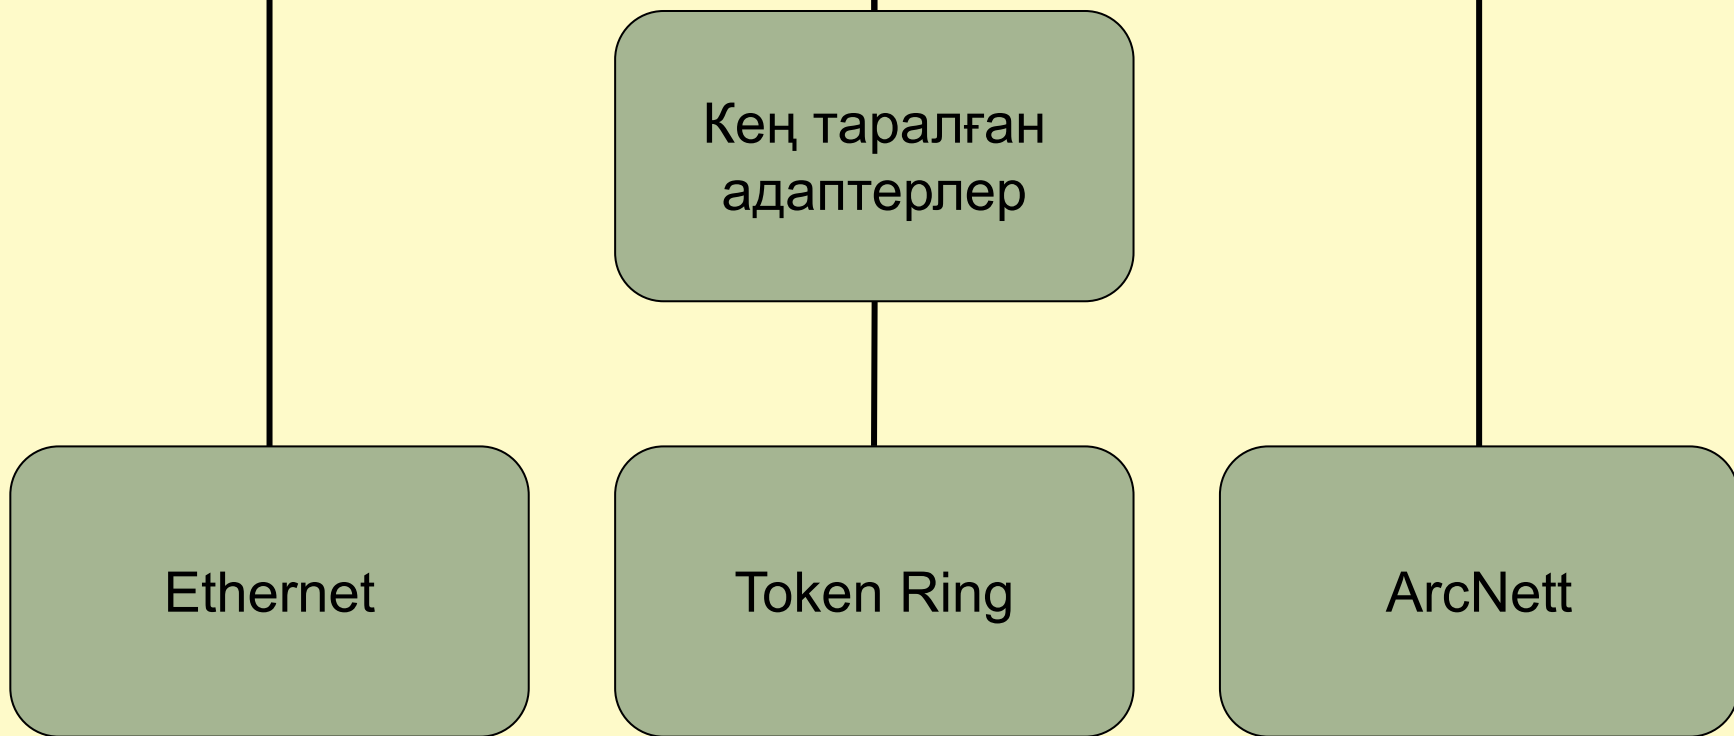 Кең таралған
адаптерлер
Ethernet
Token Ring
ArcNett